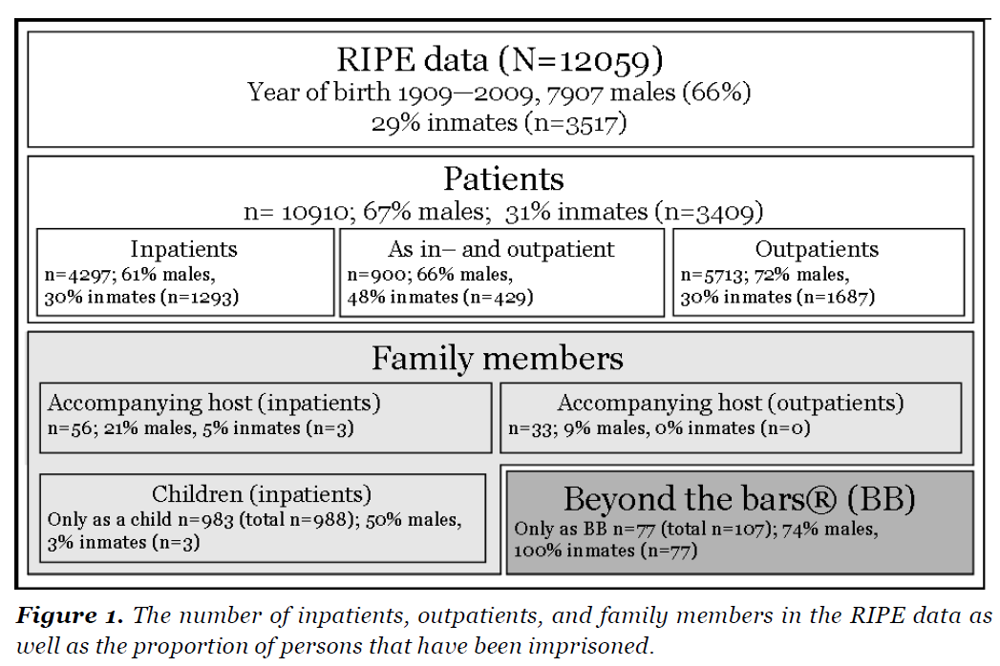 RIPE data (N=12059)
Year of birth 1909—2009, 7907 males (66%)
29% inmates (n=3517)
Patients
n= 10910; 67% males;  31% inmates (n=3409)
Inpatients
n=4297; 61% males,
30% inmates (n=1293)
As in– and outpatient
n=900; 66% males,
48% inmates (n=429)
Outpatients
n=5713; 72% males,
30% inmates (n=1687)
Family members
Accompanying host (inpatients)
n=56; 21% males, 5% inmates (n=3)
Accompanying host (outpatients)
n=33; 9% males, 0% inmates (n=0)
Children (inpatients)
Only as a child n=983 (total n=988); 50% males,
3% inmates (n=3)
Beyond the bars® (BB)
Only as BB n=77 (total n=107); 74% males,
100% inmates (n=77)
Figure 1. The number of inpatients, outpatients, and family members in the RIPE data as
well as the proportion of persons that have been imprisoned.